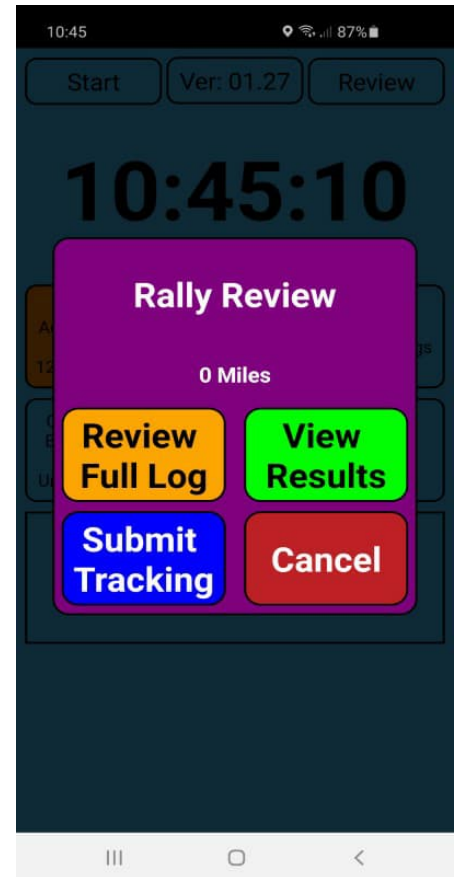 10:45 87%
Start Ver: 01.27 Review
10:45:10
Rally Review
0 Miles
Review
Full Log
View
Results
Submit
Tracking
Cancel